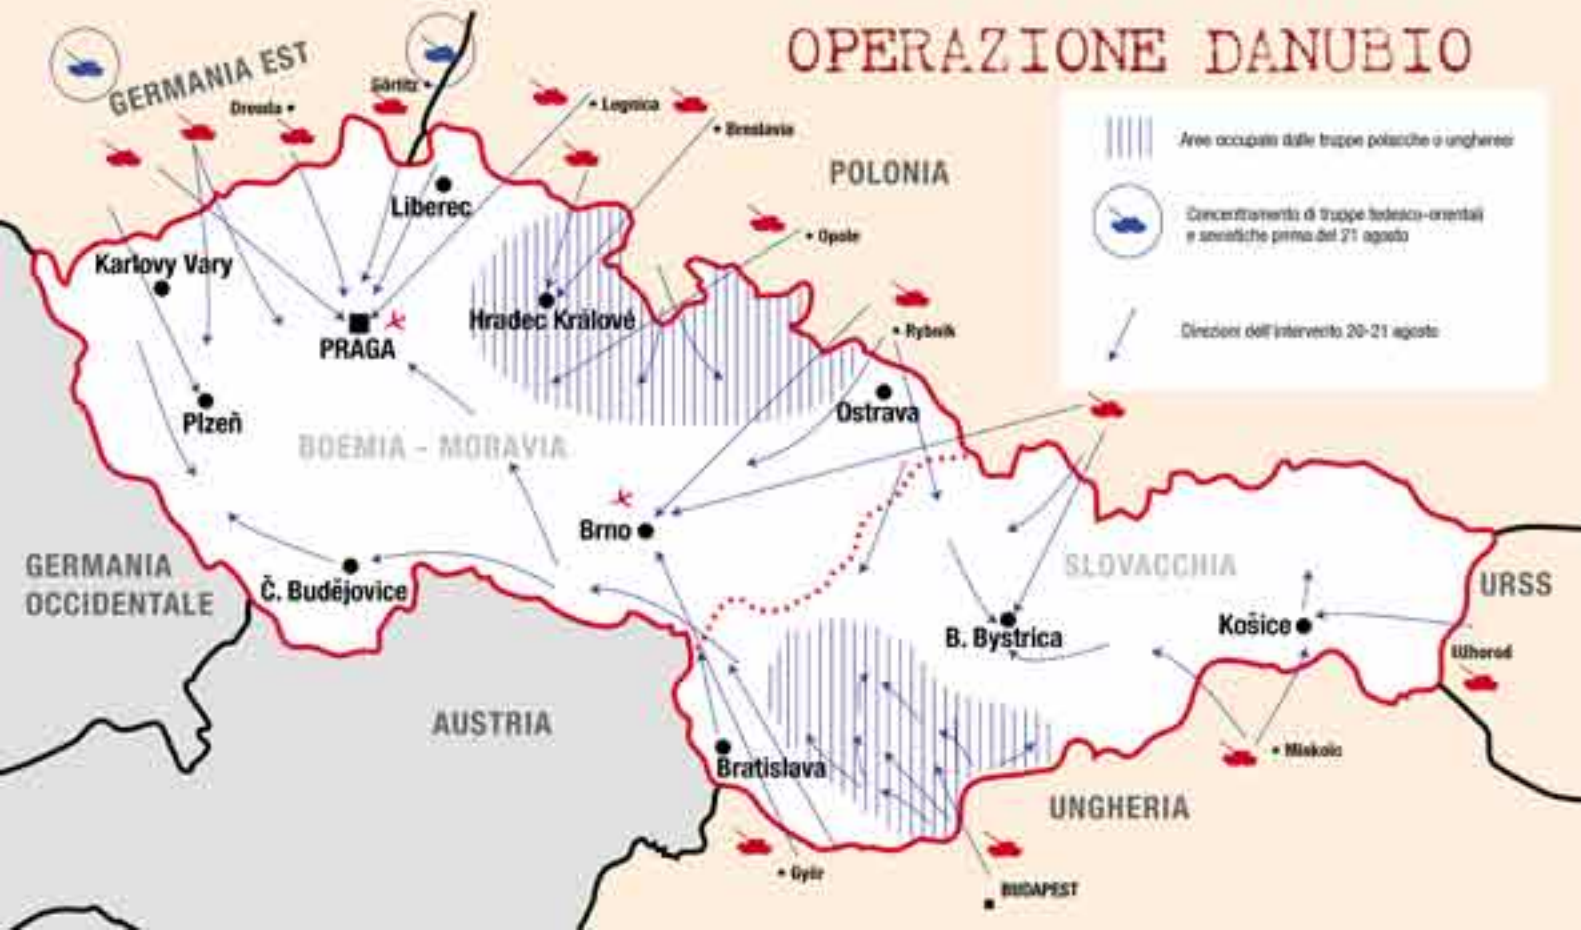 OPERAZIONE DANUBIO
GERMANIA EST
Görlitz
Dresda
Legnica
Breslavia
POLONIA
Aree occupate dalle truppe polacche o ungheresi
Concentramento di truppe tedesco-orientali
e sovietiche prima del 21 agosto
Direzioni dell'intervento 20-21 agosto
Liberec
Opole
Karlovy Vary
Hradec Králové
Rybnik
PRAGA
Plzeň
Ostrava
BOEMIA - MORAVIA
Brno
GERMANIA
OCCIDENTALE
Č. Budějovice
SLOVACCHIA
URSS
B. Bystrica
Košice
Užhorod
AUSTRIA
Bratislava
Miskolc
UNGHERIA
Györ
BUDAPEST